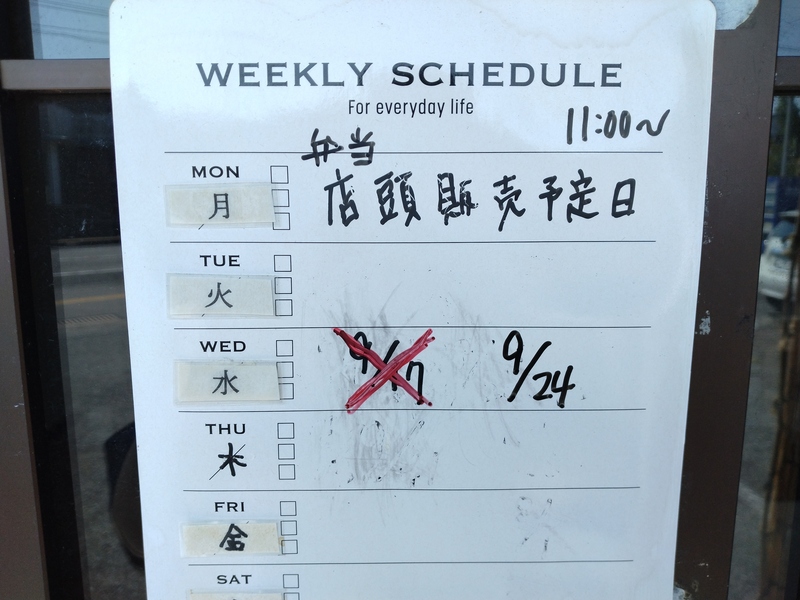 WEEKLY SCHEDULE
For everyday life
11:00〜
弁当
MON
月
店頭販売予定日
TUE
火
WED
水
9/17 9/24
THU
木
FRI
金
SAT